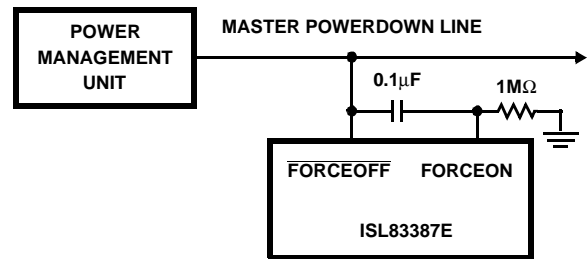 POWER
MANAGEMENT
UNIT
MASTER POWERDOWN LINE
0.1μF
1MΩ
FORCEOFF FORCEON
ISL83387E